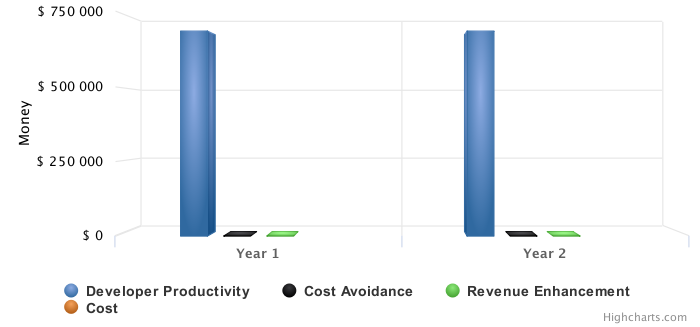 $ 750 000
$ 500 000
Money
$ 250 000
$ 0
Year 1
Year 2
Developer Productivity
Cost Avoidance
Revenue Enhancement
Cost
Highcharts.com